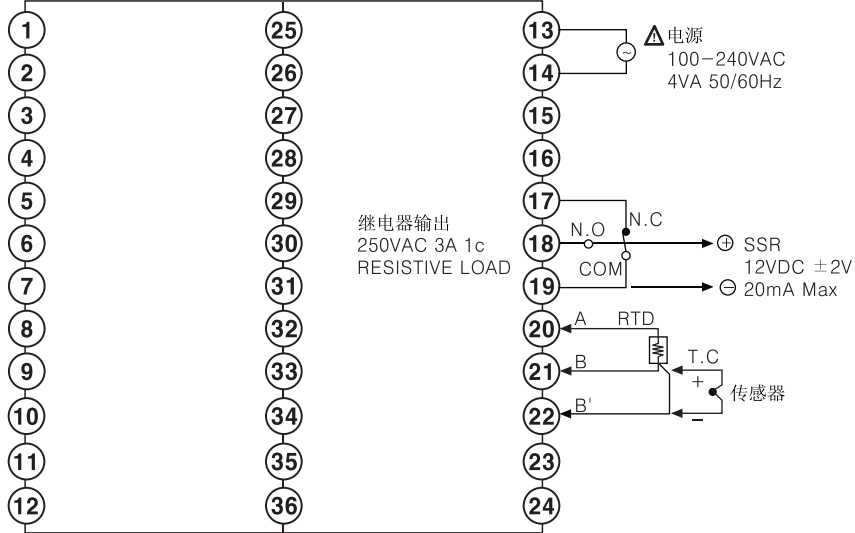 1
2
3
4
5
6
7
8
9
10
11
12
25
26
27
28
29
30
31
32
33
34
35
36
继电器输出
250VAC 3A 1c
RESISTIVE LOAD
13
14
15
16
17
18
19
20
21
22
23
24
电源
100-240VAC
4VA 50/60Hz
N.C
N.O
COM
SSR
12VDC ±2V
20mA Max
A
RTD
B
B'
T.C
+
−
传感器